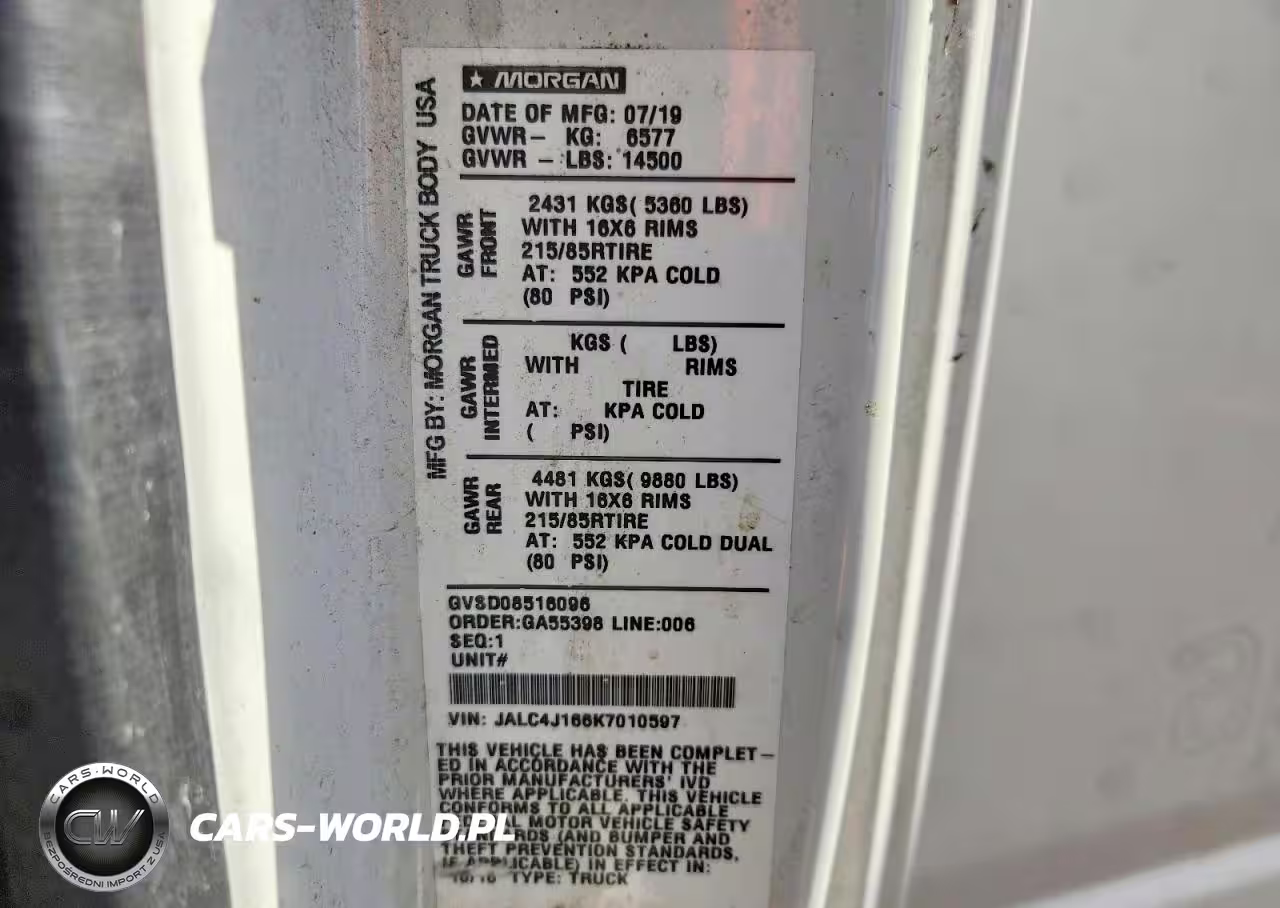 MFG BY: MORGAN TRUCK BODY USA
★ MORGAN
DATE OF MFG: 07/19
GVWR- KG: 6577
GVWR - LBS: 14500
GAWR
FRONT
2431 KGS( 5360 LBS)
WITH 16X6 RIMS
215/85RTIRE
AT: 552 KPA COLD
(80 PSI)
GAWR
INTERMED
KGS ( LBS)
WITH RIMS
TIRE
AT: KPA COLD
( PSI)
GAWR
REAR
4481 KGS( 9880 LBS)
WITH 16X6 RIMS
215/85RTIRE
AT: 552 KPA COLD DUAL
(80 PSI)
GVSD08516096
ORDER:GA55398 LINE:006
SEQ:1
UNIT#
VIN: JALC4J166K7010597
THIS VEHICLE HAS BEEN COMPLET-
ED IN ACCORDANCE WITH THE
PRIOR MANUFACTURERS' IVD
WHERE APPLICABLE. THIS VEHICLE
CONFORMS TO ALL APPLICABLE
MOTOR VEHICLE SAFETY
(AND BUMPER AND
THEFT PREVENTION STANDARDS,
IF APPLICABLE) IN EFFECT IN:
TYPE: TRUCK
CARS-WORLD
CW
BEZPOŚREDNI IMPORT Z USA
CARS-WORLD.PL